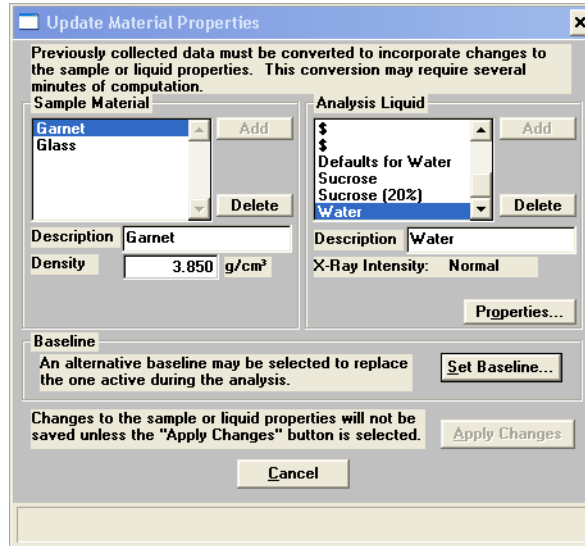 Update Material Properties
Previously collected data must be converted to incorporate changes to
the sample or liquid properties. This conversion may require several
minutes of computation.
Sample Material
Garnet
Glass
Add
Delete
Description Garnet
Density 3.850 g/cm³
Analysis Liquid
$
$
Defaults for Water
Sucrose
Sucrose (20%)
Water
Add
Delete
Description Water
X-Ray Intensity: Normal
Properties...
Baseline
An alternative baseline may be selected to replace
the one active during the analysis.
Set Baseline...
Changes to the sample or liquid properties will not be
saved unless the "Apply Changes" button is selected.
Apply Changes
Cancel